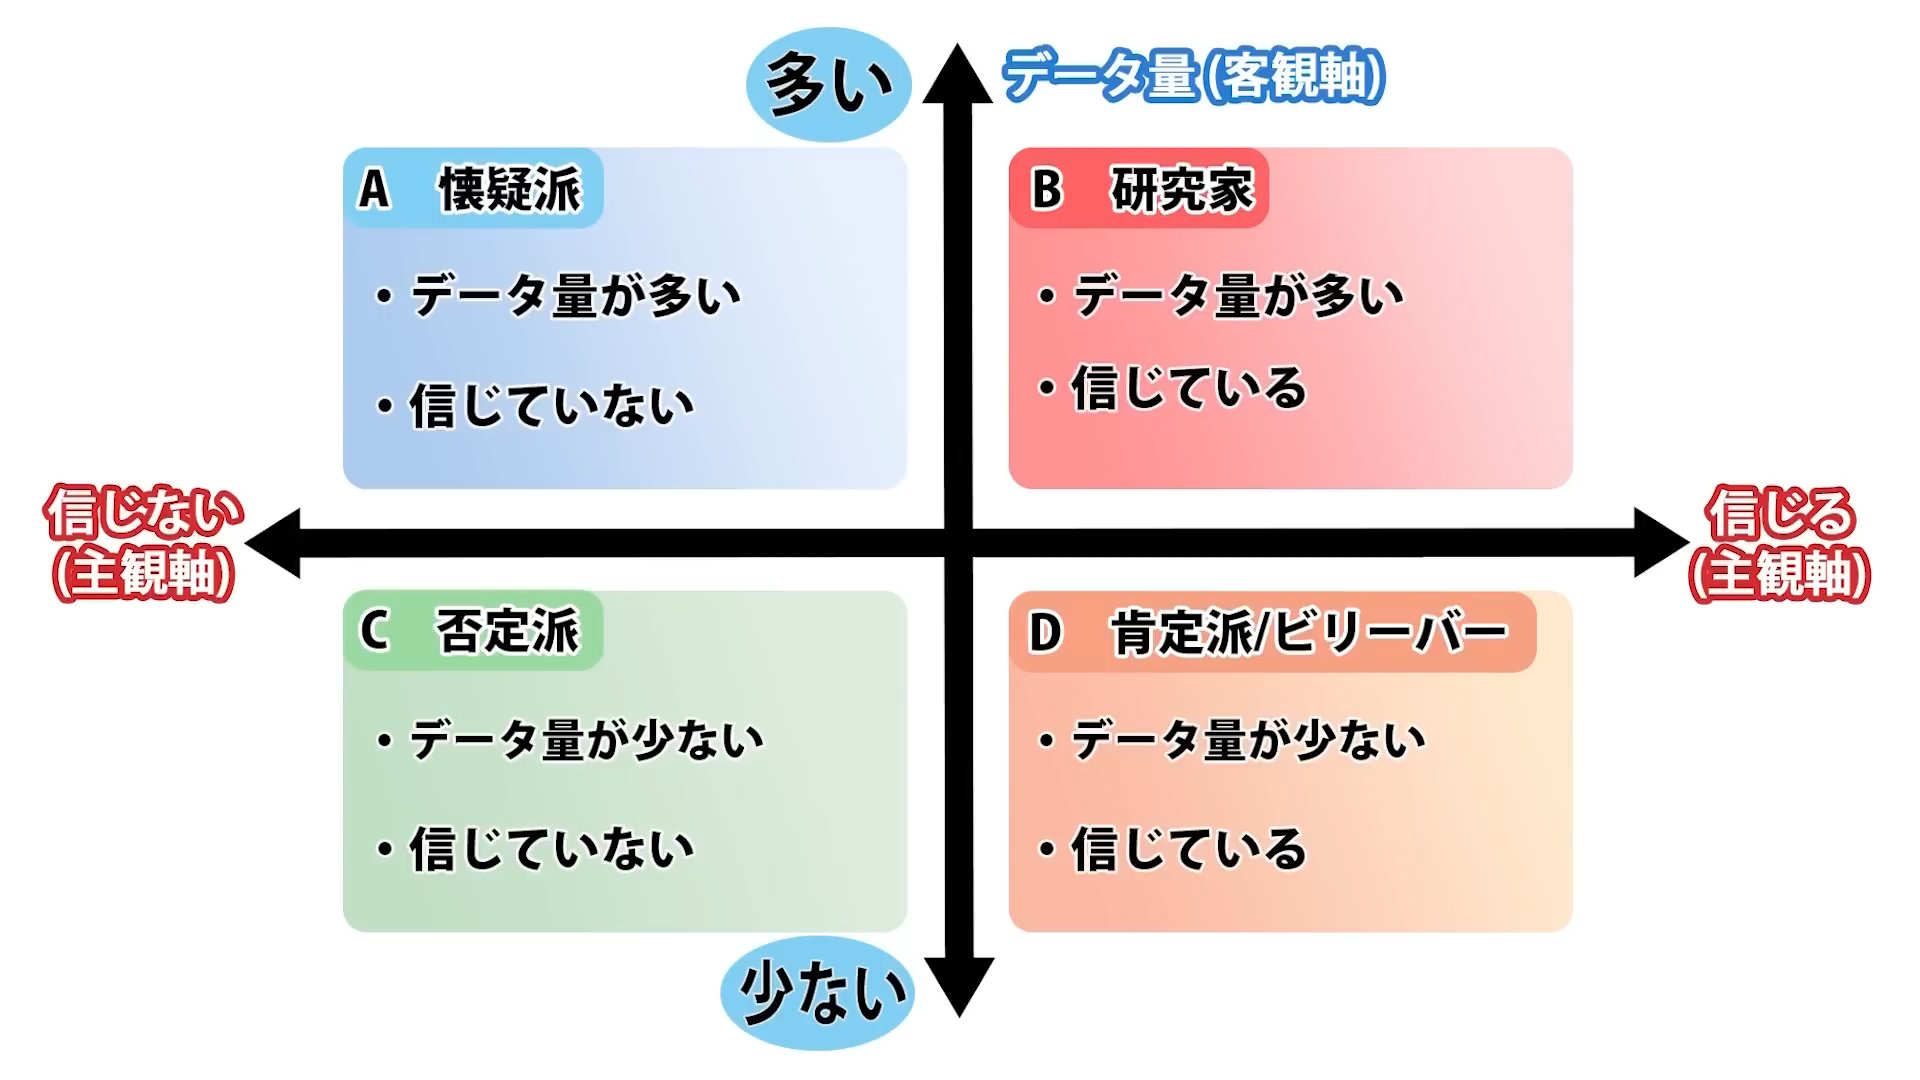 多い
データ量(客観軸)
A 懐疑派
・データ量が多い
・信じていない
B 研究家
・データ量が多い
・信じている
信じない
(主観軸)
信じる
(主観軸)
C 否定派
・データ量が少ない
・信じていない
D 肯定派/ビリーバー
・データ量が少ない
・信じている
少ない